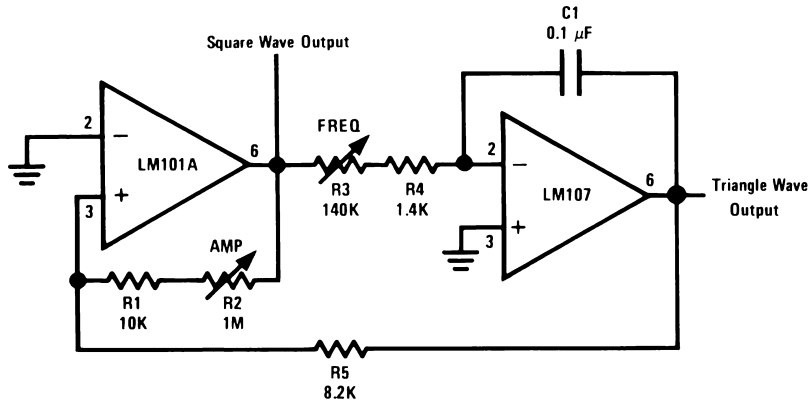 C1
0.1 μF
Square Wave Output
FREQ
2
−
LM101A
6
+
3
R3
140K
R4
1.4K
2
−
LM107
6
+
3
Triangle Wave
Output
AMP
R1
10K
R2
1M
R5
8.2K